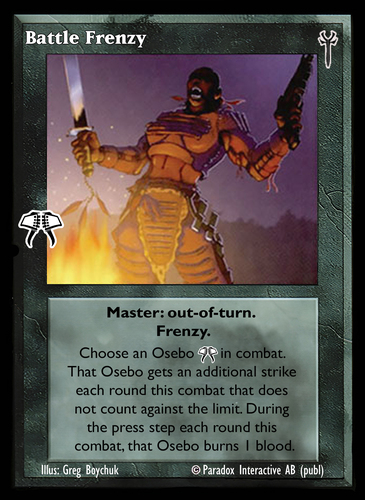 Battle Frenzy
Master: out-of-turn.
Frenzy.
Choose an Osebo in combat.
That Osebo gets an additional strike
each round this combat that does
not count against the limit. During
the press step each round this
combat, that Osebo burns 1 blood.
Illus: Greg Boychuk
© Paradox Interactive AB (publ)